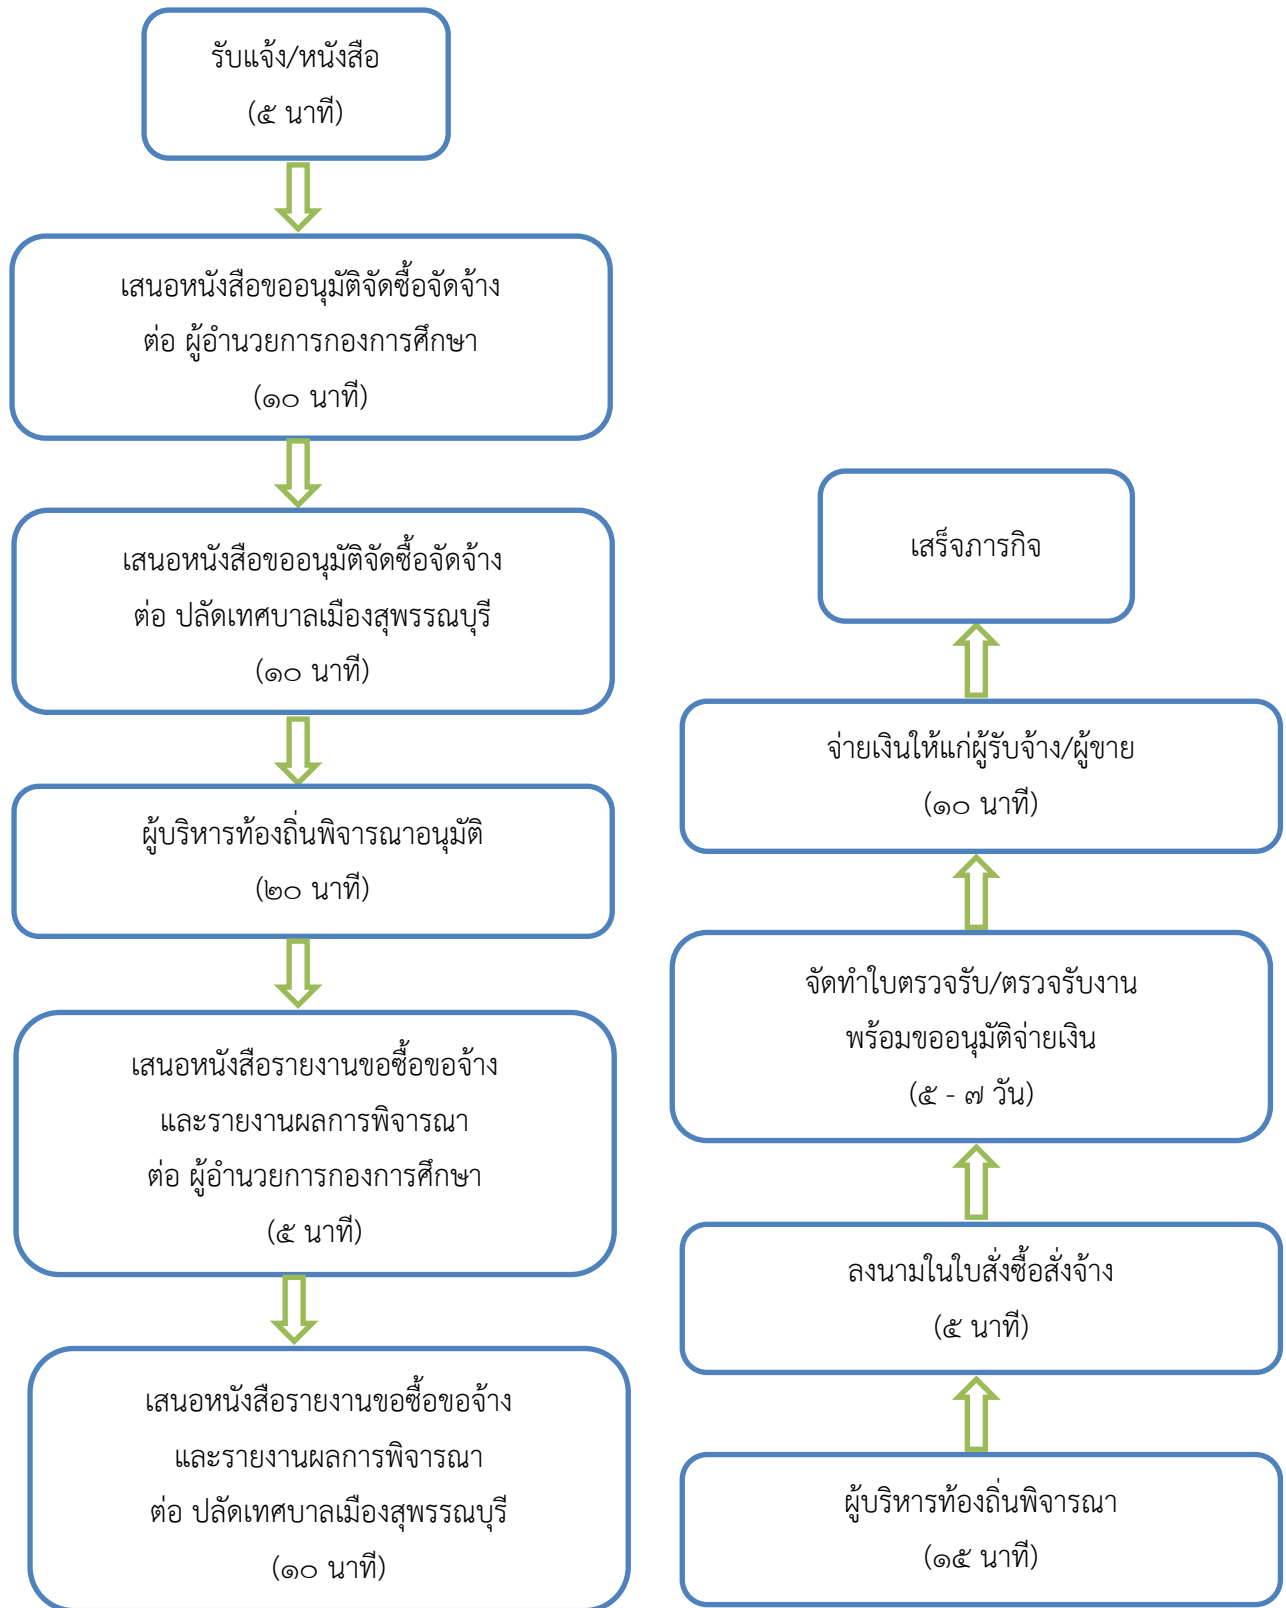 รับแจ้ง/หนังสือ
(๕ นาที)
เสนอหนังสือขออนุมัติจัดซื้อจัดจ้าง
ต่อ ผู้อำนวยการกองการศึกษา
(๑๐ นาที)
เสนอหนังสือขออนุมัติจัดซื้อจัดจ้าง
ต่อ ปลัดเทศบาลเมืองสุพรรณบุรี
(๑๐ นาที)
ผู้บริหารท้องถิ่นพิจารณาอนุมัติ
(๒๐ นาที)
เสนอหนังสือรายงานขอซื้อขอจ้าง
และรายงานผลการพิจารณา
ต่อ ผู้อำนวยการกองการศึกษา
(๕ นาที)
เสนอหนังสือรายงานขอซื้อขอจ้าง
และรายงานผลการพิจารณา
ต่อ ปลัดเทศบาลเมืองสุพรรณบุรี
(๑๐ นาที)
ผู้บริหารท้องถิ่นพิจารณา
(๑๕ นาที)
ลงนามในใบสั่งซื้อสั่งจ้าง
(๕ นาที)
จัดทำใบตรวจรับ/ตรวจรับงาน
พร้อมขออนุมัติจ่ายเงิน
(๕ - ๗ วัน)
จ่ายเงินให้แก่ผู้รับจ้าง/ผู้ขาย
(๑๐ นาที)
เสร็จภารกิจ